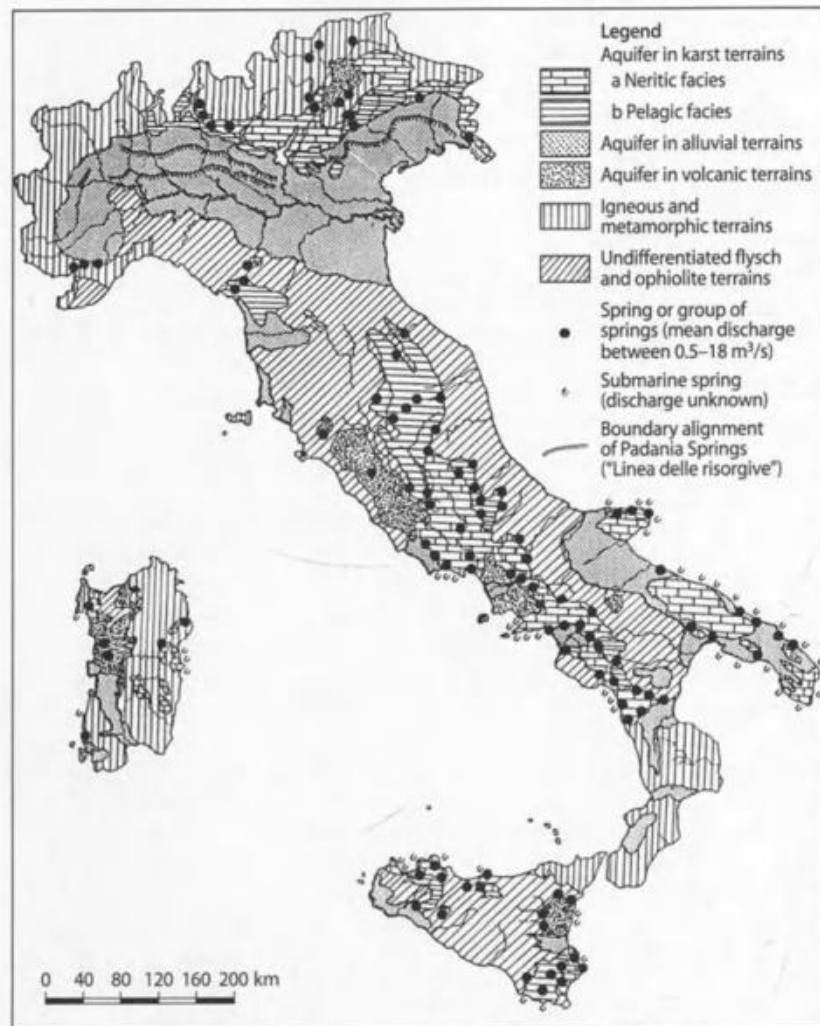 Legend
Aquifer in karst terrains
a Neritic facies
b Pelagic facies
Aquifer in alluvial terrains
Aquifer in volcanic terrains
Igneous and
metamorphic terrains
Undifferentiated flysch
and ophiolite terrains
Spring or group of
springs (mean discharge
between 0.5–18 m³/s)
Submarine spring
(discharge unknown)
Boundary alignment
of Padania Springs
("Linea delle risorgive")
0 40 80 120 160 200 km